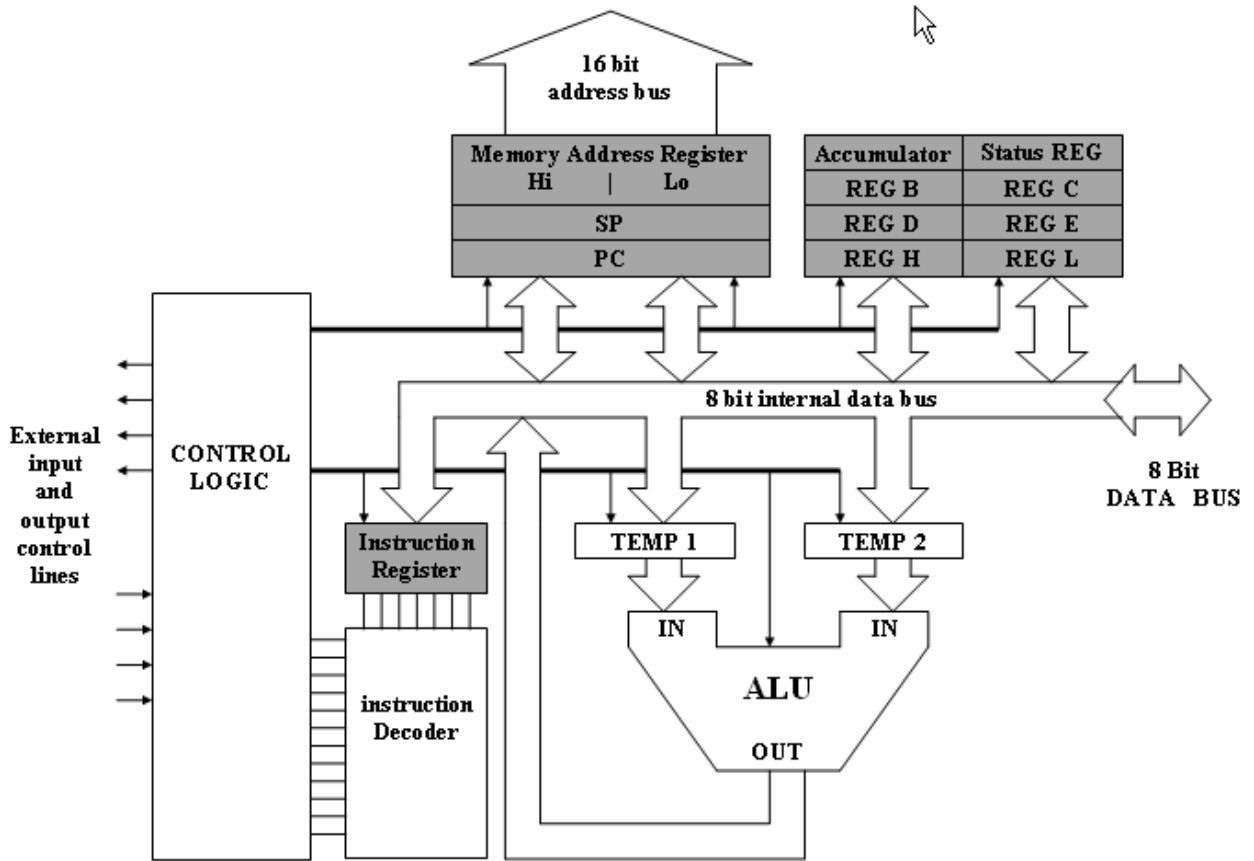 16 bit
address bus
Memory Address Register
Hi | Lo
SP
PC
Accumulator Status REG
REG B REG C
REG D REG E
REG H REG L
8 bit internal data bus
8 Bit
DATA BUS
External
input
and
output
control
lines
CONTROL
LOGIC
Instruction
Register
TEMP 1
TEMP 2
IN
IN
ALU
OUT
instruction
Decoder